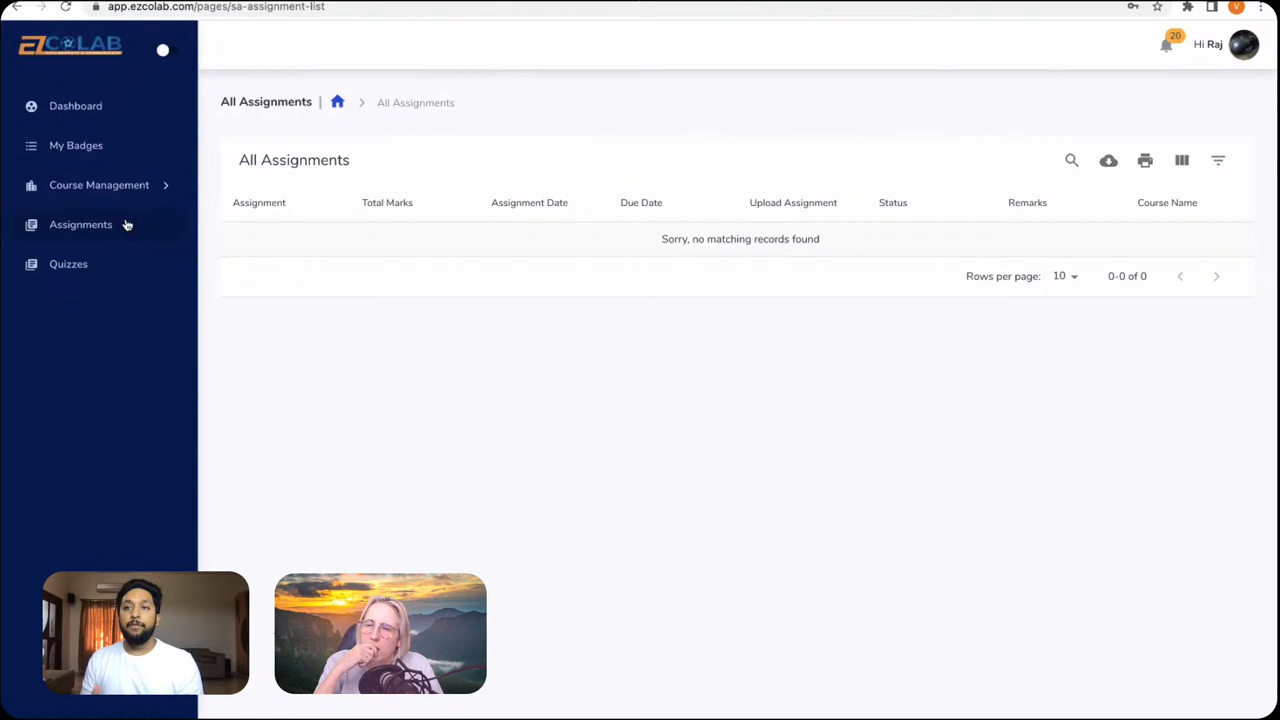 app.ezcolab.com/pages/sa-assignment-list
V
EZCOLAB
20
Hi Raj
Dashboard
My Badges
Course Management
Assignments
Quizzes
All Assignments | All Assignments
All Assignments
Assignment Total Marks Assignment Date Due Date Upload Assignment Status Remarks Course Name
Sorry, no matching records found
Rows per page: 10 0-0 of 0